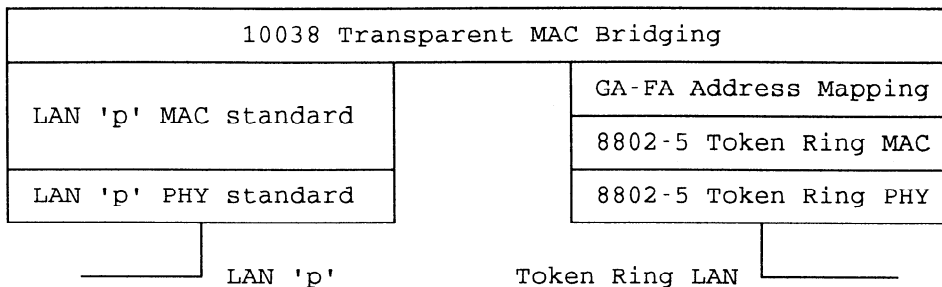 10038 Transparent MAC Bridging
LAN 'p' MAC standard
GA-FA Address Mapping
8802-5 Token Ring MAC
LAN 'p' PHY standard
8802-5 Token Ring PHY
LAN 'p'
Token Ring LAN